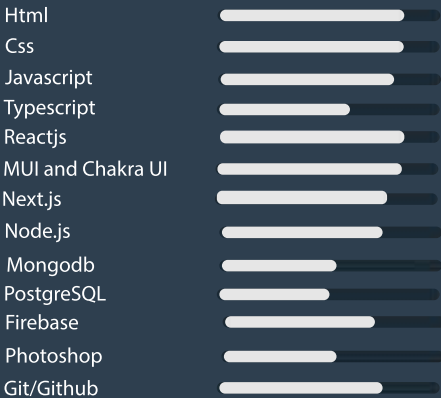 Html
Css
Javascript
Typescript
Reactjs
MUI and Chakra UI
Next.js
Node.js
Mongodb
PostgreSQL
Firebase
Photoshop
Git/Github